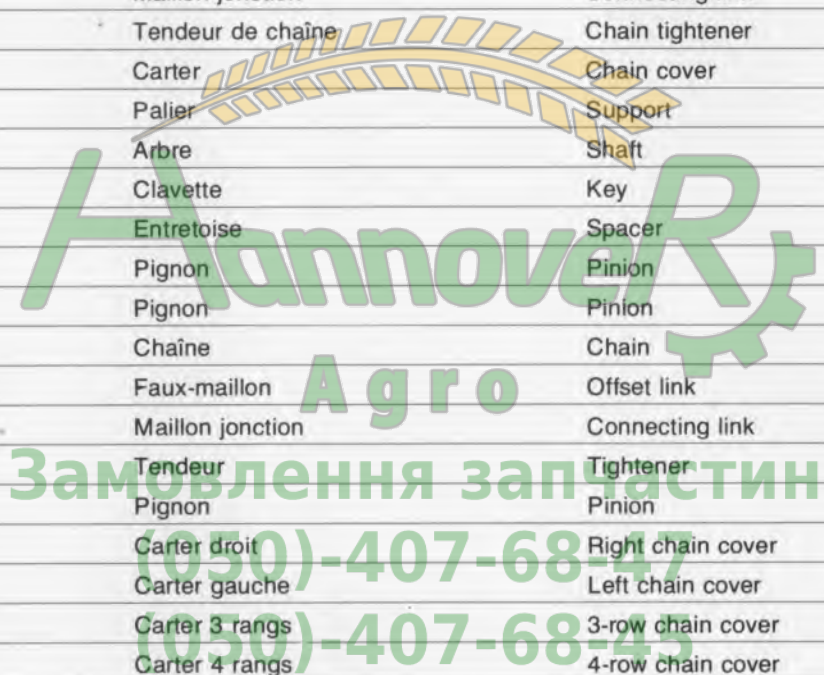 Tendeur de chaîne Chain tightener
Carter Chain cover
Palier Support
Arbre Shaft
Clavette Key
Entretoise Spacer
Pignon Pinion
Pignon Pinion
Chaîne Chain
Faux-maillon Offset link
Maillon jonction Connecting link
Tendeur Tightener
Pignon Pinion
Carter droit Right chain cover
Carter gauche Left chain cover
Carter 3 rangs 3-row chain cover
Carter 4 rangs 4-row chain cover
HannoveR
Agro
Замовлення запчастин
(050)-407-68-47
(050)-407-68-45